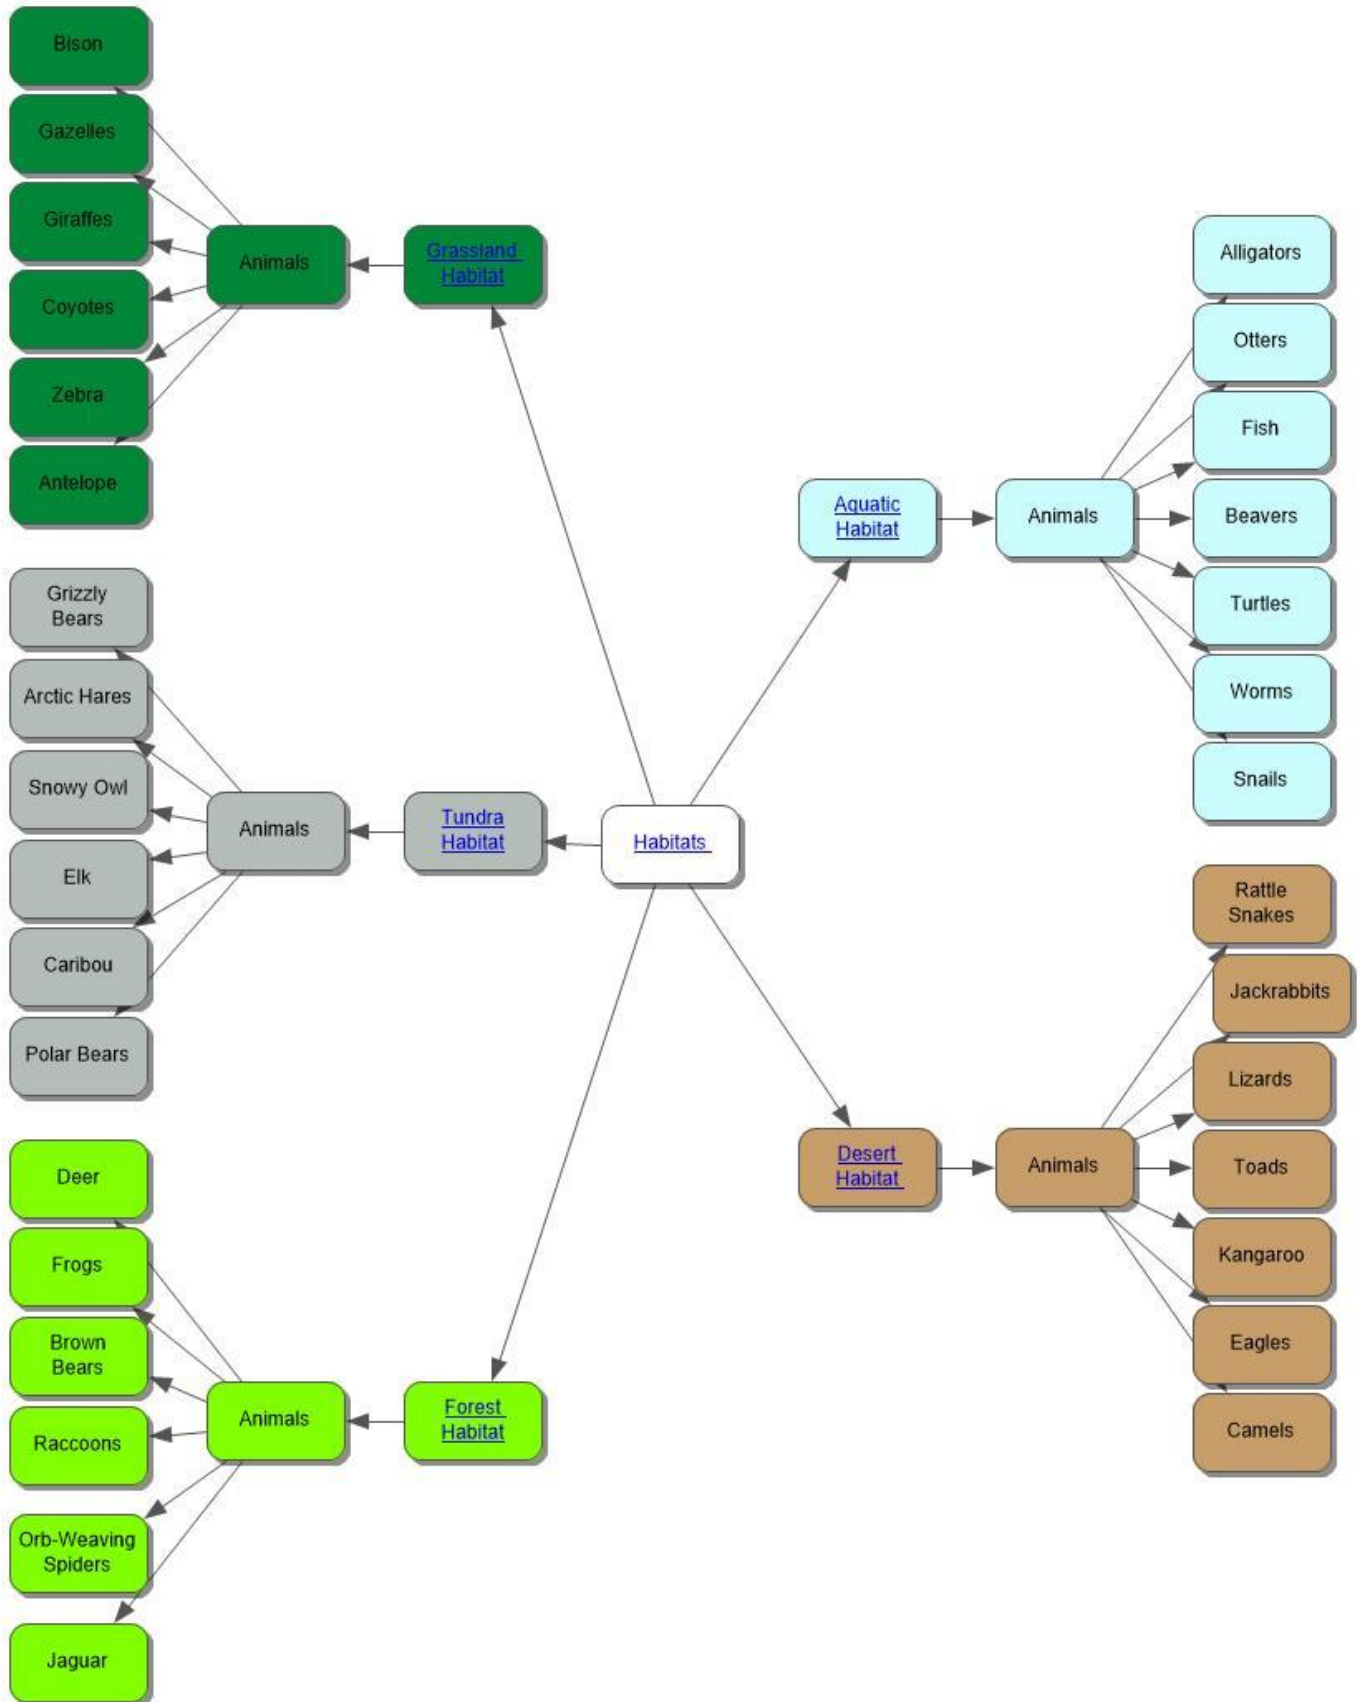 Bison
Gazelles
Giraffes
Coyotes
Zebra
Antelope
Animals
Grassland
Habitat
Grizzly
Bears
Arctic Hares
Snowy Owl
Elk
Caribou
Polar Bears
Animals
Tundra
Habitat
Deer
Frogs
Brown
Bears
Raccoons
Orb-Weaving
Spiders
Jaguar
Animals
Forest
Habitat
Habitats
Aquatic
Habitat
Animals
Alligators
Otters
Fish
Beavers
Turtles
Worms
Snails
Desert
Habitat
Animals
Rattle
Snakes
Jackrabbits
Lizards
Toads
Kangaroo
Eagles
Camels